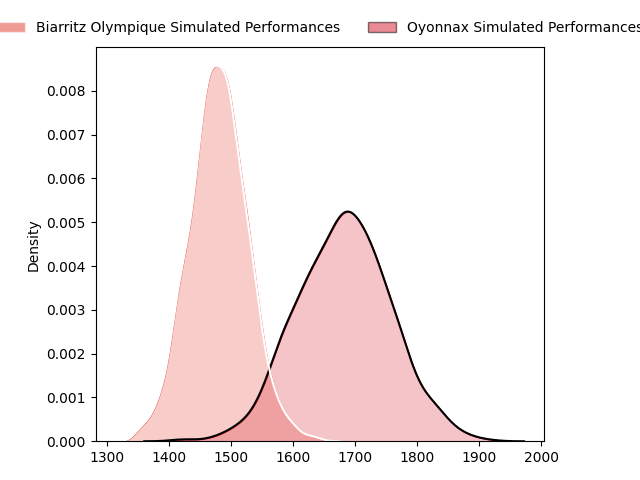 Biarritz Olympique Simulated Performances
Oyonnax Simulated Performances
0.008
0.007
0.006
0.005
0.004
0.003
0.002
0.001
0.000
Density
1300 1400 1500 1600 1700 1800 1900 2000